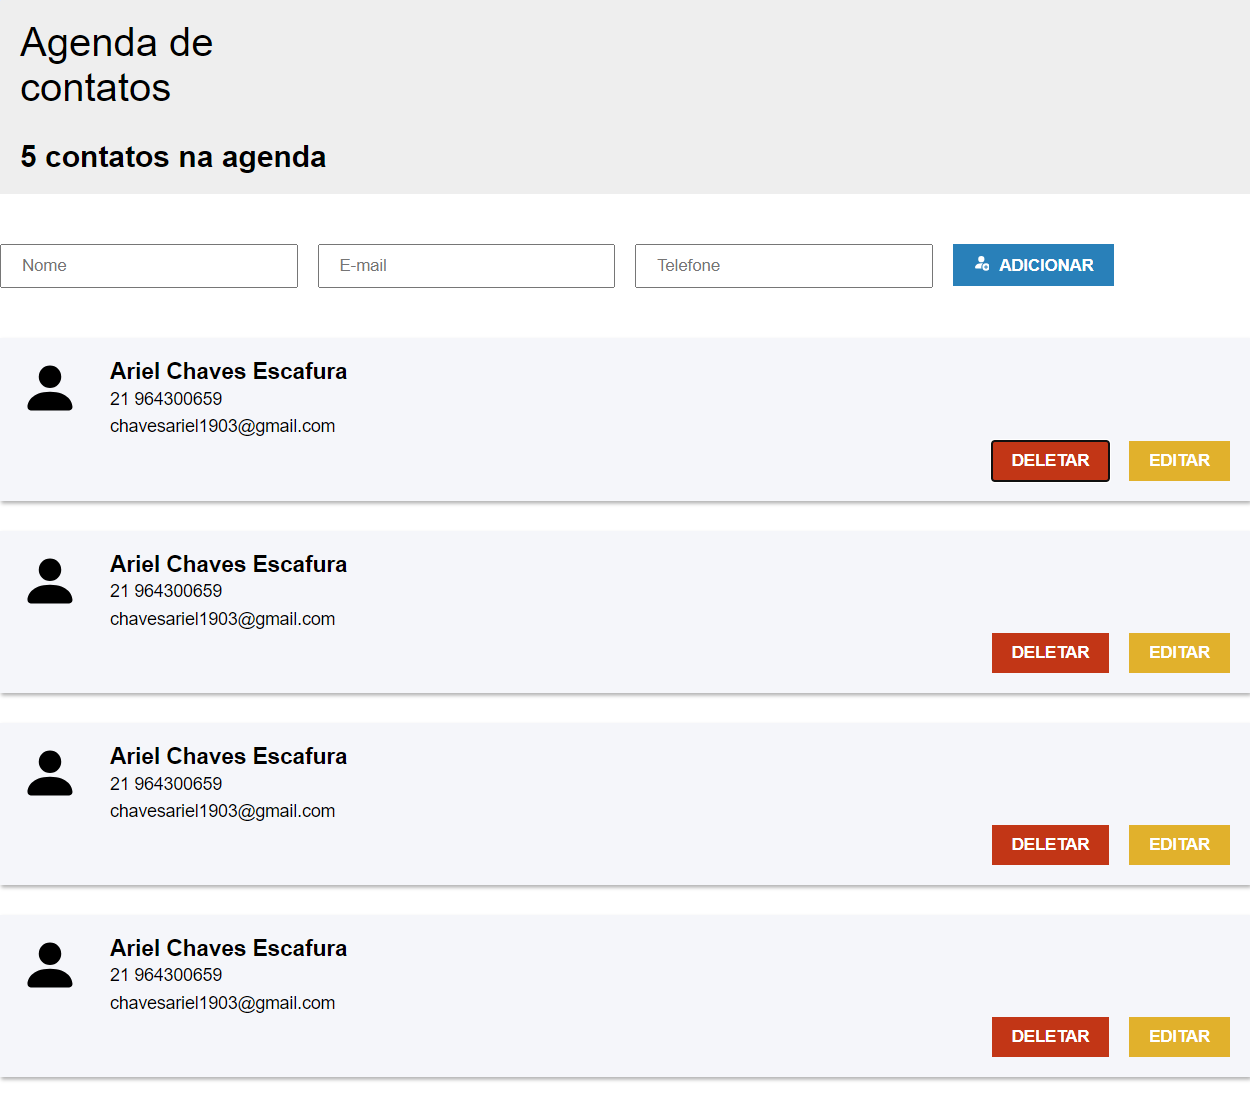 Agenda de
contatos
5 contatos na agenda
Nome E-mail Telefone ADICIONAR
Ariel Chaves Escafura
21 964300659
chavesariel1903@gmail.com
DELETAR EDITAR
Ariel Chaves Escafura
21 964300659
chavesariel1903@gmail.com
DELETAR EDITAR
Ariel Chaves Escafura
21 964300659
chavesariel1903@gmail.com
DELETAR EDITAR
Ariel Chaves Escafura
21 964300659
chavesariel1903@gmail.com
DELETAR EDITAR